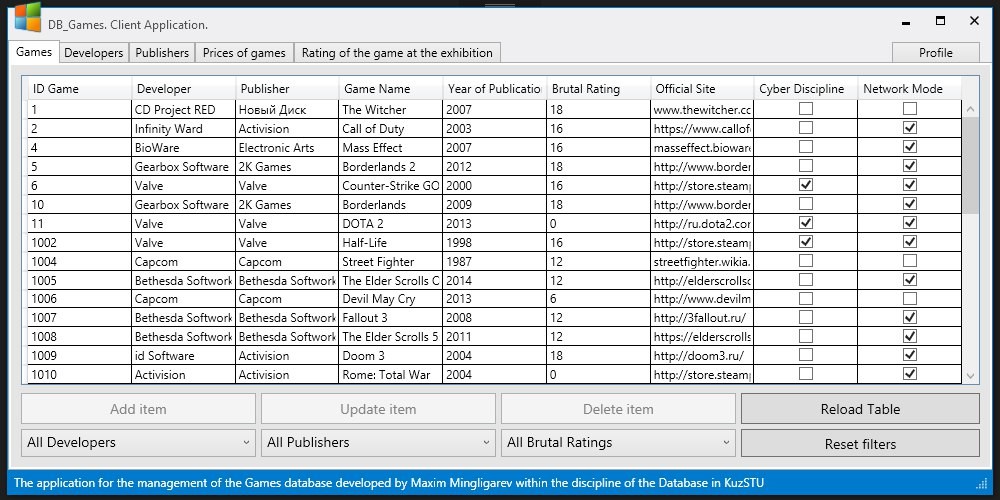 DB_Games. Client Application.
Games Developers Publishers Prices of games Rating of the game at the exhibition Profile
ID Game Developer Publisher Game Name Year of Publicatio Brutal Rating Official Site Cyber Discipline Network Mode
1 CD Project RED Новый Диск The Witcher 2007 18 www.thewitcher.cc
2 Infinity Ward Activision Call of Duty 2003 16 https://www.callof
4 BioWare Electronic Arts Mass Effect 2007 16 masseffect.biowar
5 Gearbox Software 2K Games Borderlands 2 2012 18 http://www.border
6 Valve Valve Counter-Strike GO 2000 16 http://store.steam
10 Gearbox Software 2K Games Borderlands 2009 18 http://www.border
11 Valve Valve DOTA 2 2013 0 http://ru.dota2.cor
1002 Valve Valve Half-Life 1998 16 http://store.steam
1004 Capcom Capcom Street Fighter 1987 12 streetfighter.wikia.
1005 Bethesda Softwork Bethesda Softwork The Elder Scrolls C 2014 12 http://elderscrolls
1006 Capcom Capcom Devil May Cry 2013 6 http://www.devilm
1007 Bethesda Softwork Bethesda Softwork Fallout 3 2008 12 http://3fallout.ru/
1008 Bethesda Softwork Bethesda Softwork The Elder Scrolls 5 2011 12 https://elderscrolls
1009 id Software Activision Doom 3 2004 18 http://doom3.ru/
1010 Activision Activision Rome: Total War 2004 0 http://store.steam
Add item Update item Delete item Reload Table
All Developers All Publishers All Brutal Ratings Reset filters
The application for the management of the Games database developed by Maxim Mingligarev within the discipline of the Database in KuzSTU